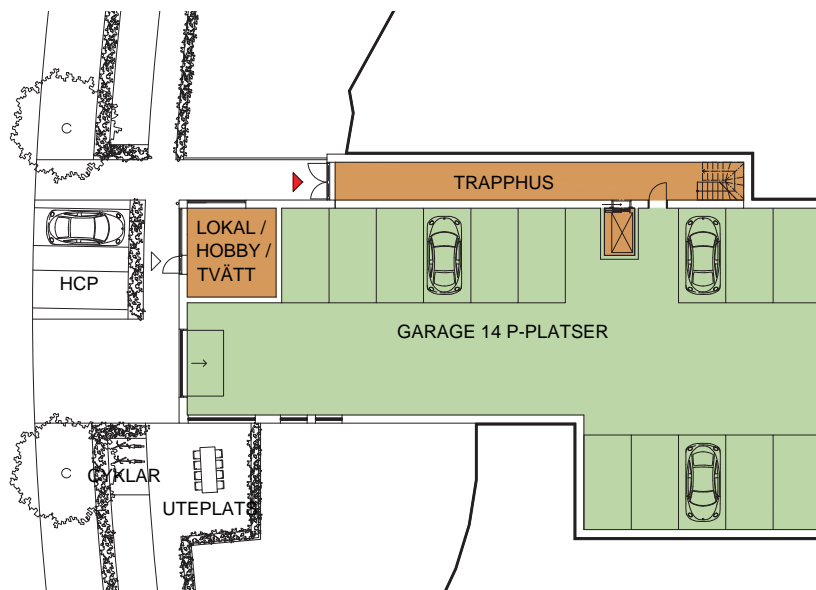 TRAPPHUS
LOKAL /
HOBBY /
TVÄTT
HCP
GARAGE 14 P-PLATSER
C
C
CYKLAR
UTEPLATS